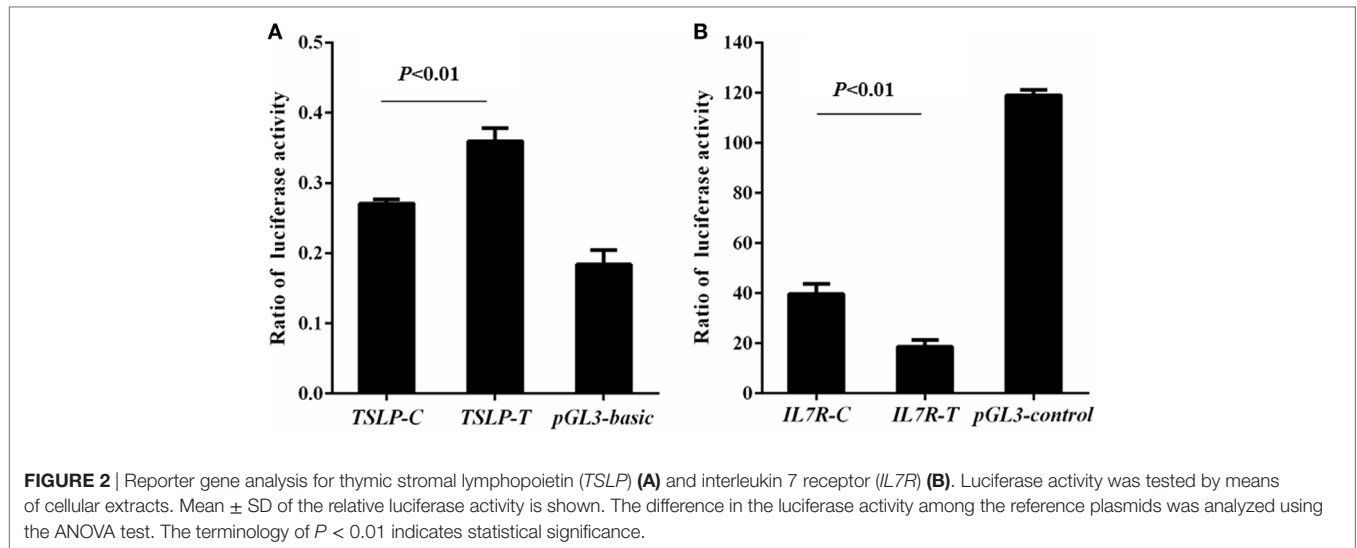 A
B
0.5
0.4
0.3
0.2
0.1
0.0
Ratio of luciferase activity
P<0.01
TSLP-C TSLP-T pGL3-basic
140
120
100
80
60
40
20
0
Ratio of luciferase activity
P<0.01
IL7R-C IL7R-T pGL3-control
FIGURE 2 | Reporter gene analysis for thymic stromal lymphopoietin (TSLP) (A) and interleukin 7 receptor (IL7R) (B). Luciferase activity was tested by means
of cellular extracts. Mean ± SD of the relative luciferase activity is shown. The difference in the luciferase activity among the reference plasmids was analyzed using
the ANOVA test. The terminology of P < 0.01 indicates statistical significance.